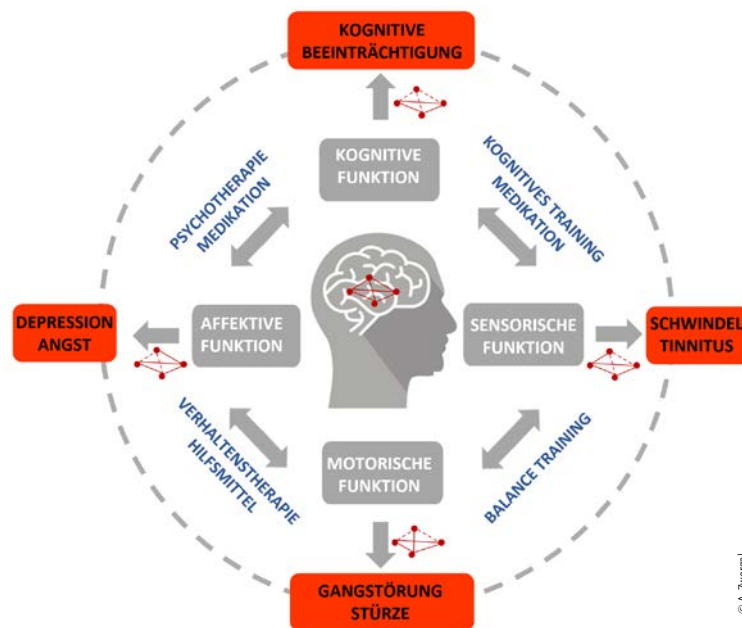 KOGNITIVE
BEEINTRÄCHTIGUNG
KOGNITIVE
FUNKTION
PSYCHOTHERAPIE
MEDIKATION
KOGNITIVES TRAINING
MEDIKATION
DEPRESSION
ANGST
AFFEKTIVE
FUNKTION
SENSORISCHE
FUNKTION
SCHWINDEL
TINNITUS
VERHALTENSTHERAPIE
HILFSMITTEL
MOTORISCHE
FUNKTION
BALANCE TRAINING
GANGSTÖRUNG
STÜRZE
© A. Zwergal